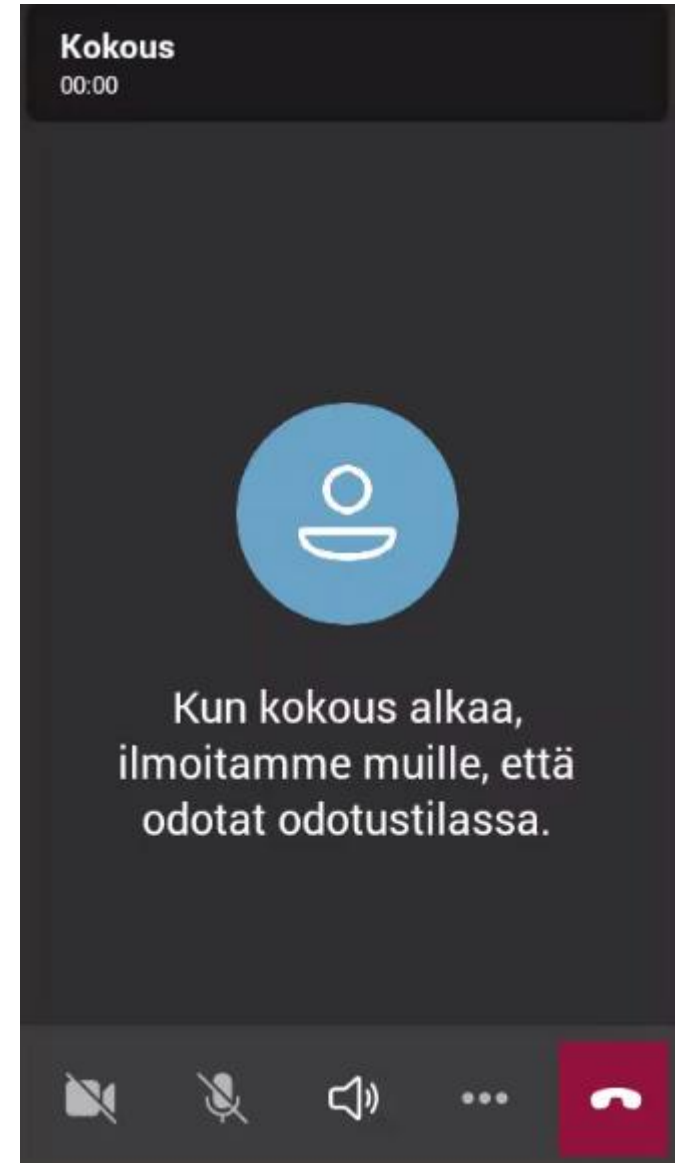 Kokous
00:00
Kun kokous alkaa,
ilmoitamme muille, että
odotat odotustilassa.